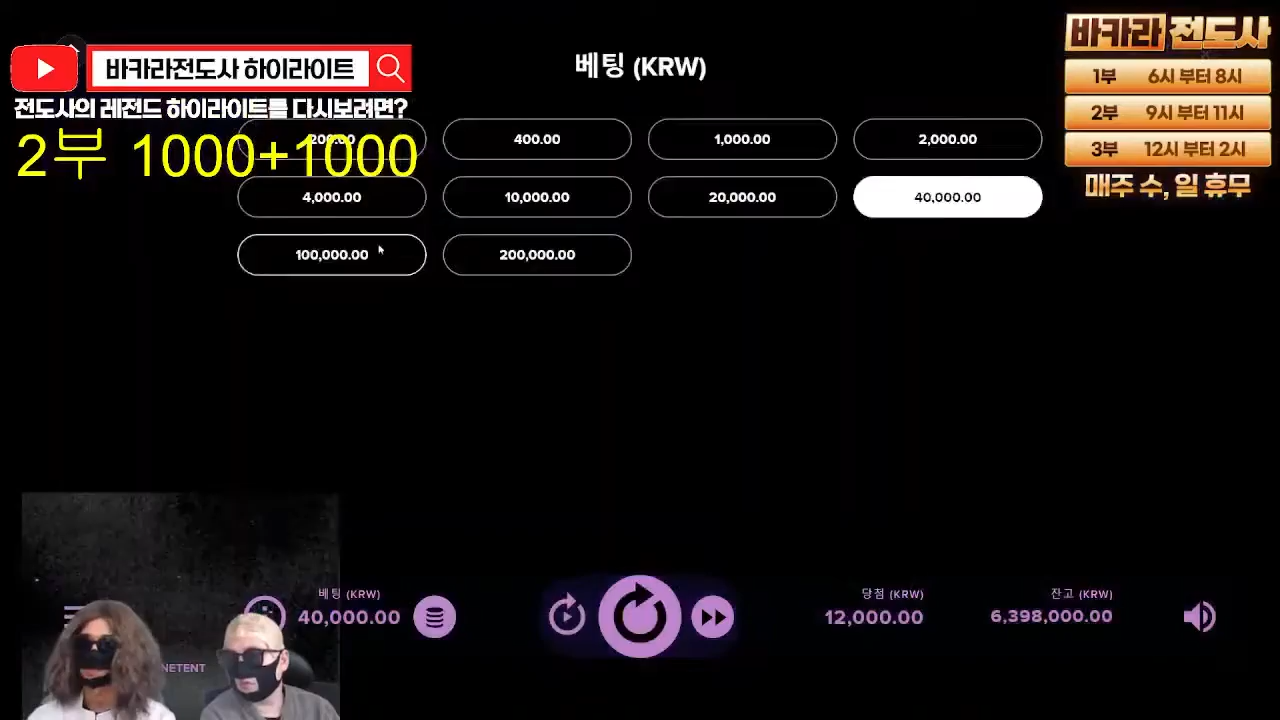 바카라전도사 하이라이트
전도사의 레전드 하이라이트를 다시보려면?
2부 1000+1000
바카라 전도사
1부 6시 부터 8시
2부 9시 부터 11시
3부 12시 부터 2시
매주 수, 일 휴무
베팅 (KRW)
200.00 400.00 1,000.00 2,000.00
4,000.00 10,000.00 20,000.00 40,000.00
100,000.00 200,000.00
베팅 (KRW)
40,000.00
당첨 (KRW)
12,000.00
잔고 (KRW)
6,398,000.00
NETENT